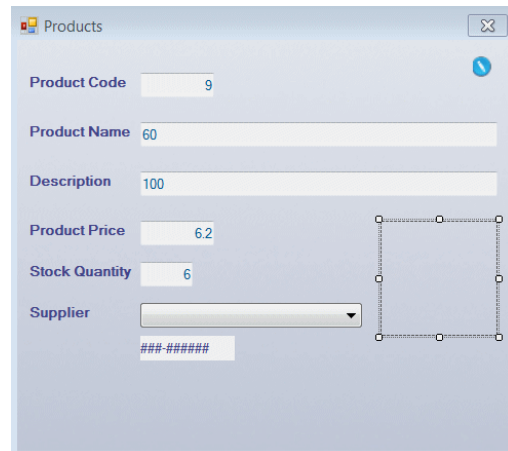 Products
Product Code 9
Product Name 60
Description 100
Product Price 6.2
Stock Quantity 6
Supplier
###-######